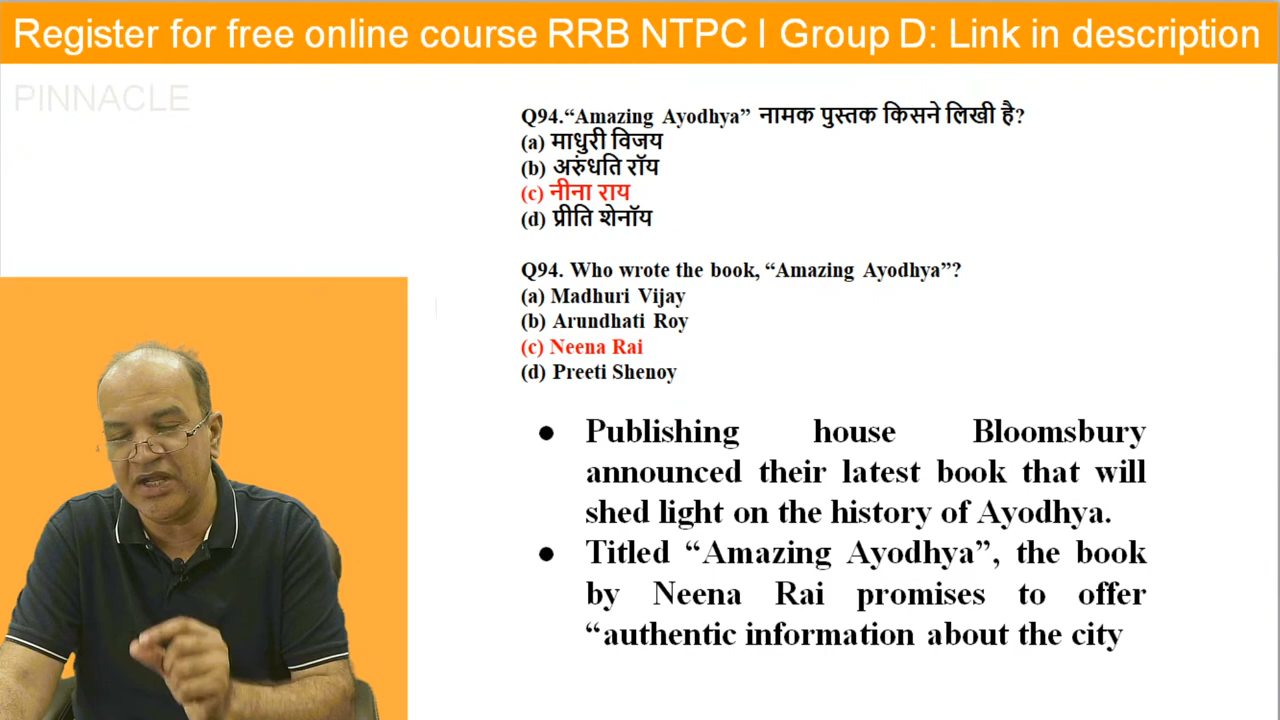 Register for free online course RRB NTPC I Group D: Link in description
PINNACLE
Q94.“Amazing Ayodhya” नामक पुस्तक किसने लिखी है?
(a) माधुरी विजय
(b) अरुंधति रॉय
(c) नीना राय
(d) प्रीति शेनॉय
Q94. Who wrote the book, “Amazing Ayodhya”?
(a) Madhuri Vijay
(b) Arundhati Roy
(c) Neena Rai
(d) Preeti Shenoy
● Publishing house Bloomsbury
announced their latest book that will
shed light on the history of Ayodhya.
● Titled “Amazing Ayodhya”, the book
by Neena Rai promises to offer
“authentic information about the city